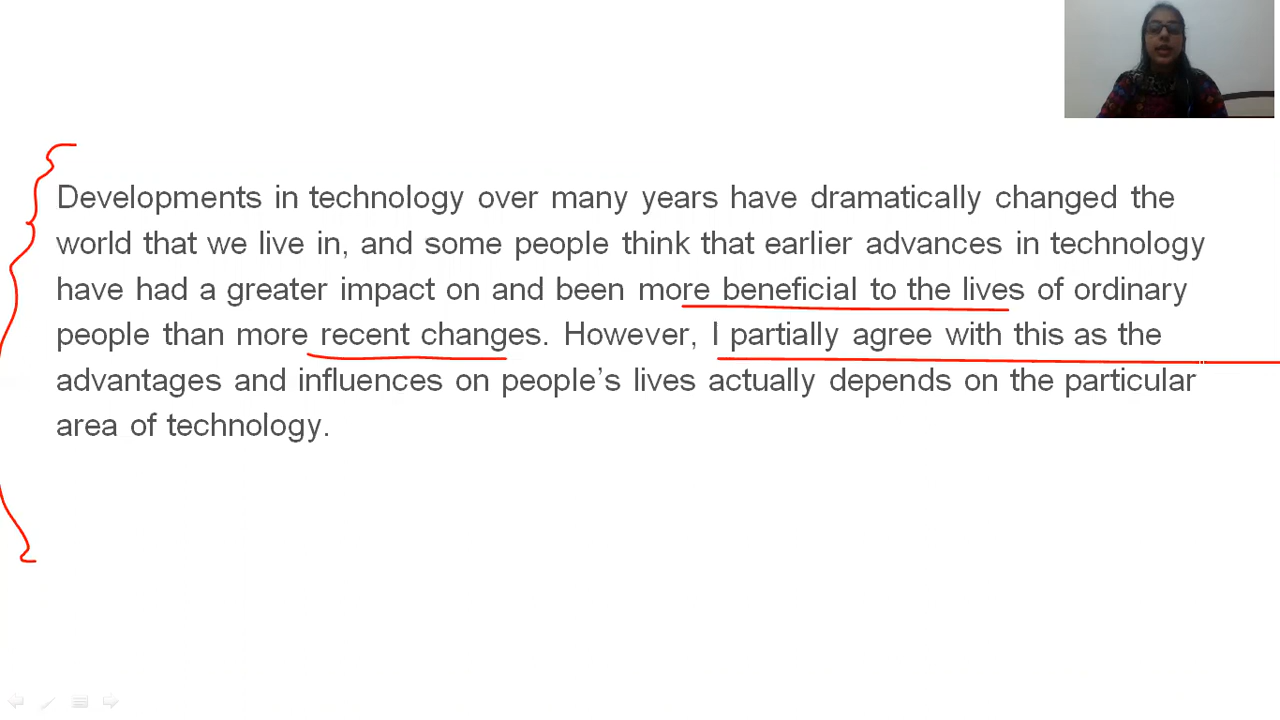 Developments in technology over many years have dramatically changed the
world that we live in, and some people think that earlier advances in technology
have had a greater impact on and been more beneficial to the lives of ordinary
people than more recent changes. However, I partially agree with this as the
advantages and influences on people’s lives actually depends on the particular
area of technology.